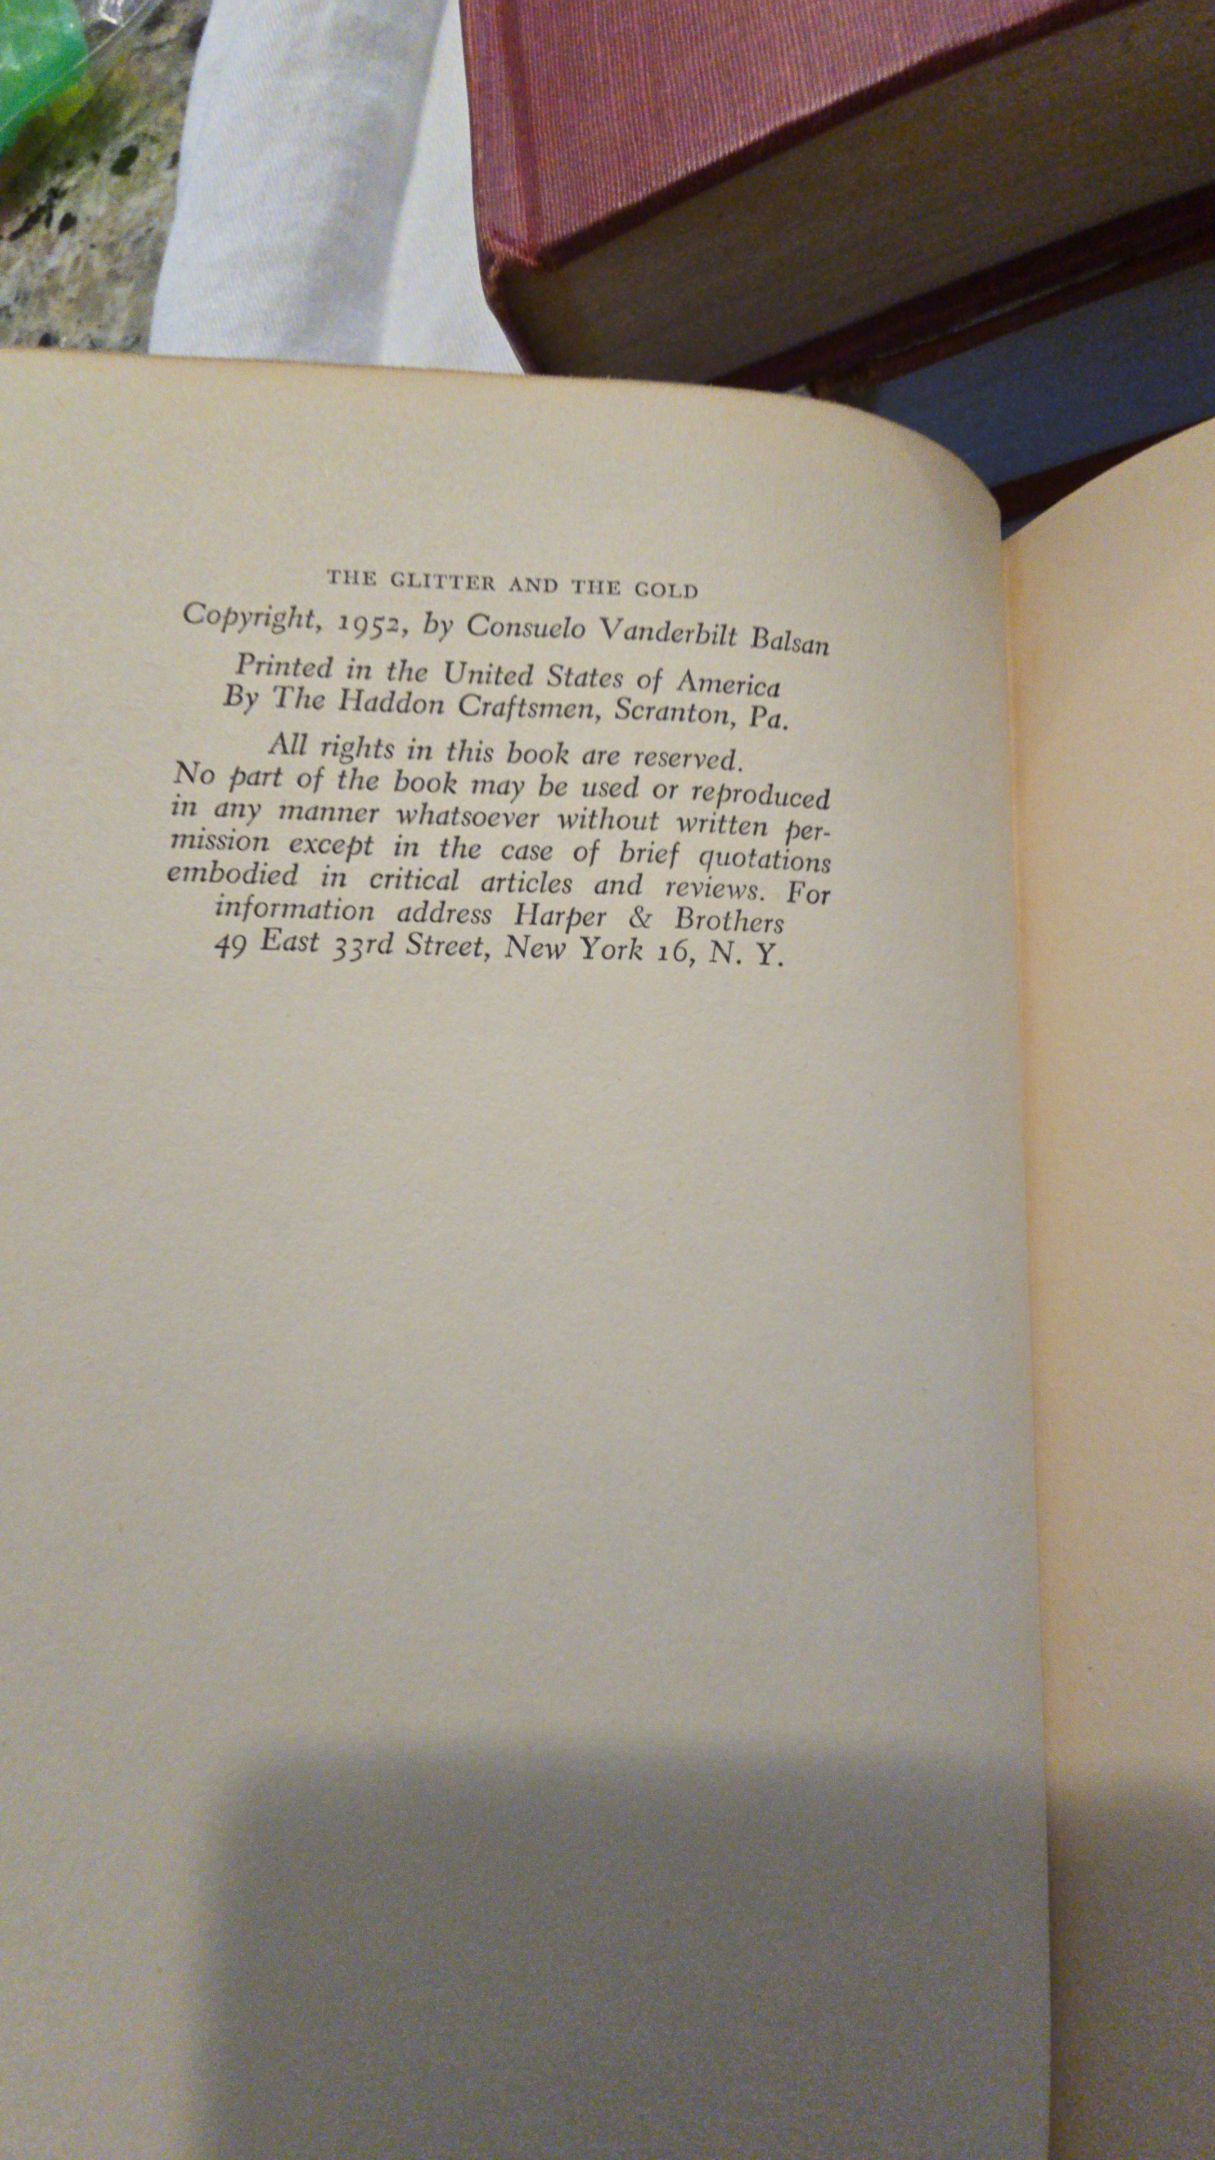 THE GLITTER AND THE GOLD
Copyright, 1952, by Consuelo Vanderbilt Balsan
Printed in the United States of America
By The Haddon Craftsmen, Scranton, Pa.
All rights in this book are reserved.
No part of the book may be used or reproduced
in any manner whatsoever without written per-
mission except in the case of brief quotations
embodied in critical articles and reviews. For
information address Harper & Brothers
49 East 33rd Street, New York 16, N. Y.